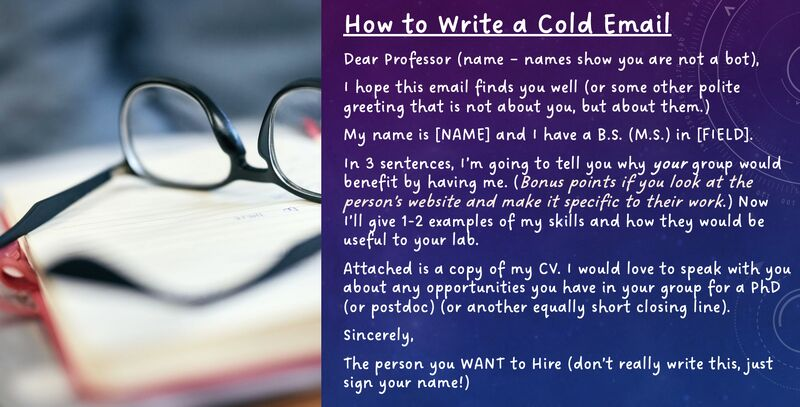 How to Write a Cold Email
Dear Professor (name – names show you are not a bot),
I hope this email finds you well (or some other polite
greeting that is not about you, but about them.)
My name is [NAME] and I have a B.S. (M.S.) in [FIELD].
In 3 sentences, I'm going to tell you why your group would
benefit by having me. (Bonus points if you look at the
person's website and make it specific to their work.) Now
I'll give 1-2 examples of my skills and how they would be
useful to your lab.
Attached is a copy of my CV. I would love to speak with you
about any opportunities you have in your group for a PhD
(or postdoc) (or another equally short closing line).
Sincerely,
The person you WANT to Hire (don't really write this, just
sign your name!)